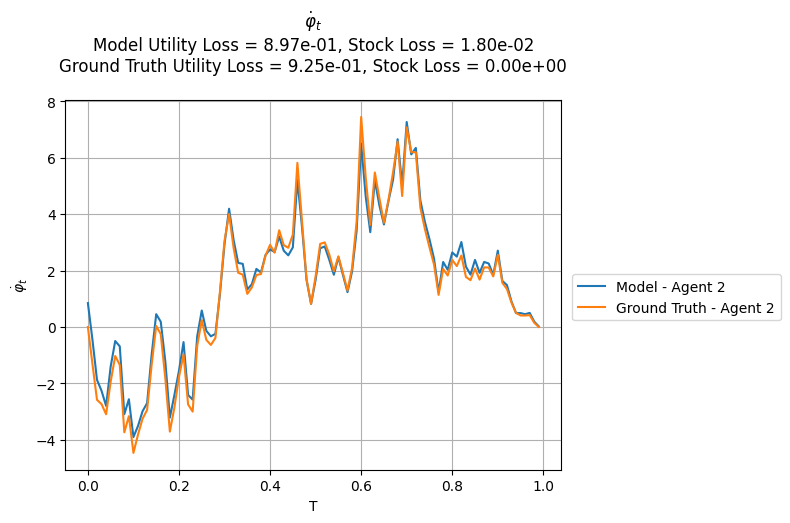 φ̇ₜ
Model Utility Loss = 8.97e-01, Stock Loss = 1.80e-02
Ground Truth Utility Loss = 9.25e-01, Stock Loss = 0.00e+00
8
6
4
2
0
−2
−4
φ̇ₜ
0.0 0.2 0.4 0.6 0.8 1.0
T
Model - Agent 2
Ground Truth - Agent 2